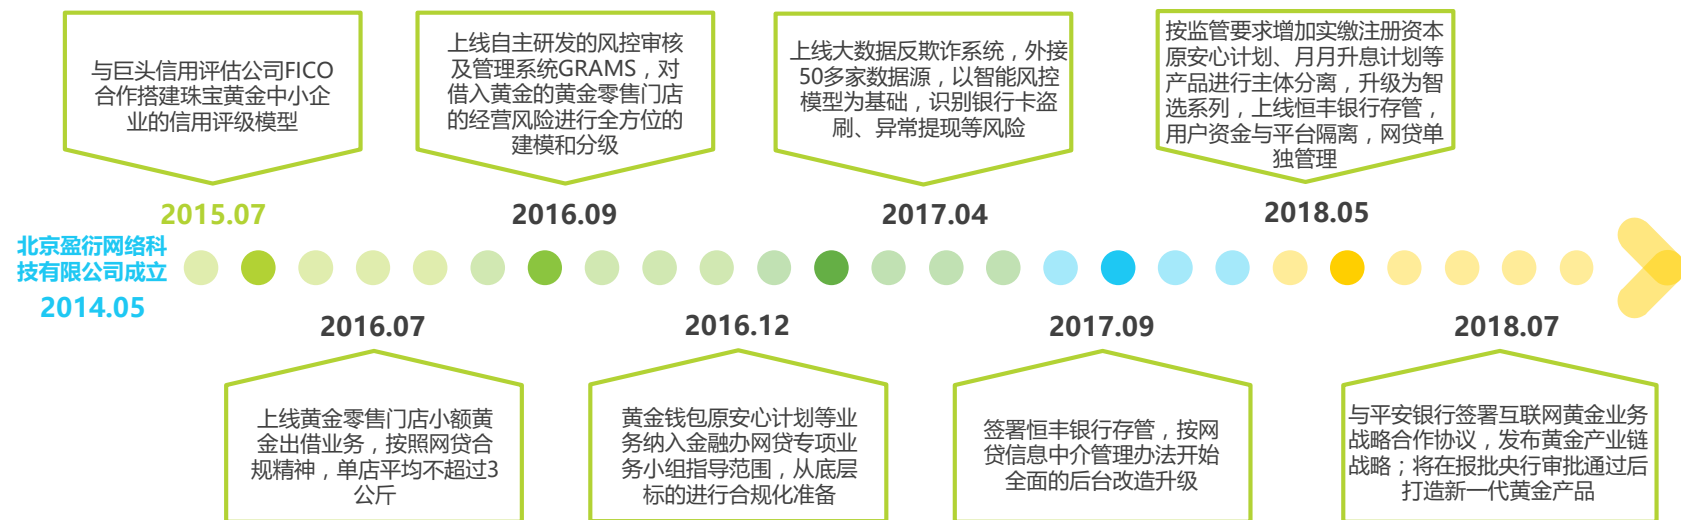 与巨头信用评估公司FICO
合作搭建珠宝黄金中小企
业的信用评级模型
2015.07
上线自主研发的风控审核
及管理系统GRAMS，对
借入黄金的黄金零售门店
的经营风险进行全方位的
建模和分级
2016.09
上线大数据反欺诈系统，外接
50多家数据源，以智能风控
模型为基础，识别银行卡盗
刷、异常提现等风险
2017.04
按监管要求增加实缴注册资本
原安心计划、月月升息计划等
产品进行主体分离，升级为智
选系列，上线恒丰银行存管，
用户资金与平台隔离，网贷单
独管理
2018.05
北京盈衍网络科
技有限公司成立
2014.05
2016.07
上线黄金零售门店小额黄
金出借业务，按照网贷合
规精神，单店平均不超过3
公斤
2016.12
黄金钱包原安心计划等业
务纳入金融办网贷专项业
务小组指导范围，从底层
标的进行合规化准备
2017.09
签署恒丰银行存管，按网
贷信息中介管理办法开始
全面的后台改造升级
2018.07
与平安银行签署互联网黄金业务
战略合作协议，发布黄金产业链
战略；将在报批央行审批通过后
打造新一代黄金产品